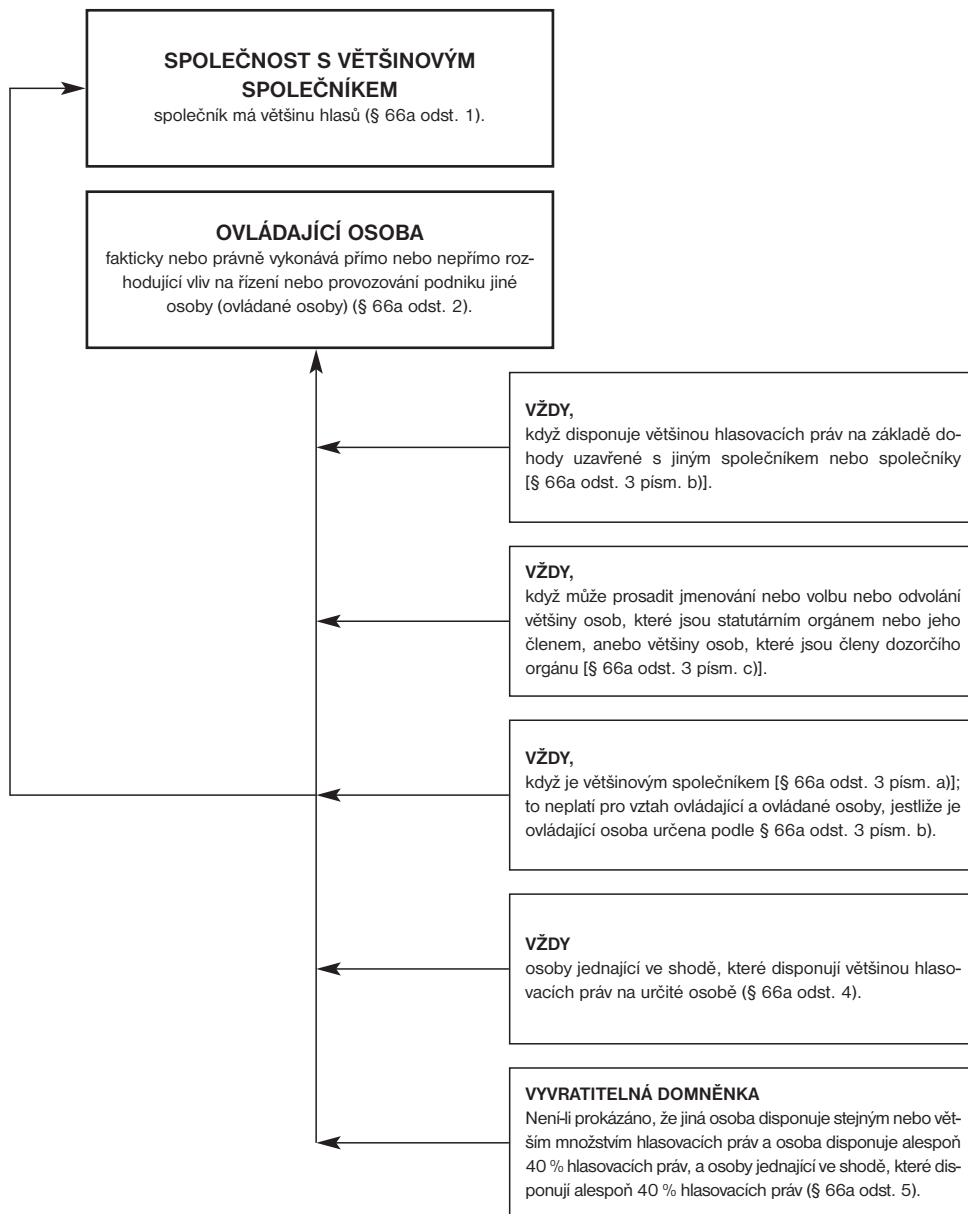 SPOLEČNOST S VĚTŠINOVÝM
SPOLEČNÍKEM
společník má většinu hlasů (§ 66a odst. 1).
OVLÁDAJÍCÍ OSOBA
fakticky nebo právně vykonává přímo nebo nepřímo roz-
hodující vliv na řízení nebo provozování podniku jiné
osoby (ovládané osoby) (§ 66a odst. 2).
VŽDY,
když disponuje většinou hlasovacích práv na základě do-
hody uzavřené s jiným společníkem nebo společníky
[§ 66a odst. 3 písm. b)].
VŽDY,
když může prosadit jmenování nebo volbu nebo odvolání
většiny osob, které jsou statutárním orgánem nebo jeho
členem, anebo většiny osob, které jsou členy dozorčího
orgánu [§ 66a odst. 3 písm. c)].
VŽDY,
když je většinovým společníkem [§ 66a odst. 3 písm. a)];
to neplatí pro vztah ovládající a ovládané osoby, jestliže je
ovládající osoba určena podle § 66a odst. 3 písm. b).
VŽDY
osoby jednající ve shodě, které disponují většinou hlaso-
vacích práv na určité osobě (§ 66a odst. 4).
VYVRATITELNÁ DOMNĚNKA
Není-li prokázáno, že jiná osoba disponuje stejným nebo vět-
ším množstvím hlasovacích práv a osoba disponuje alespoň
40 % hlasovacích práv, a osoby jednající ve shodě, které dis-
ponují alespoň 40 % hlasovacích práv (§ 66a odst. 5).